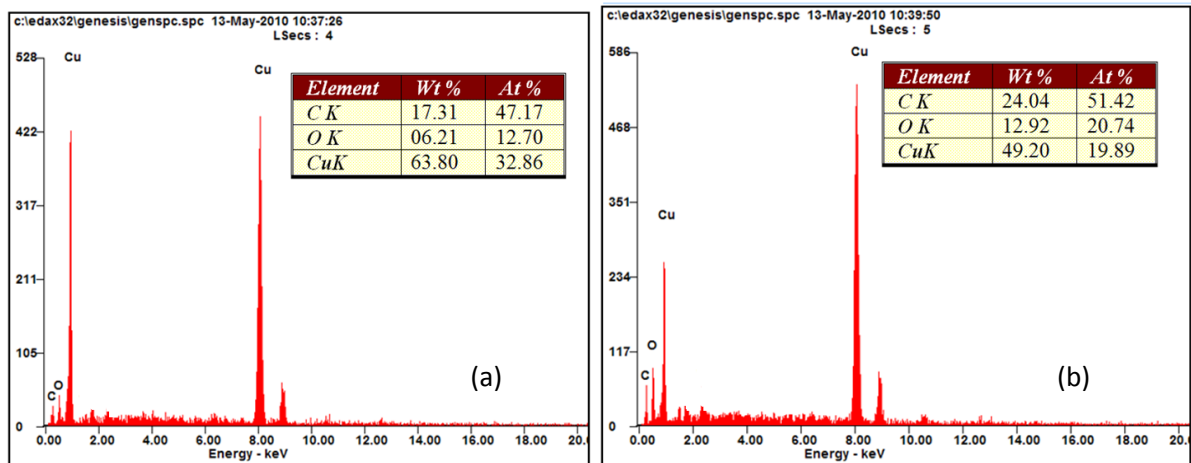 c:\edax32\genesis\genspc.spc 13-May-2010 10:37:26
LSecs : 4
528
422
317
211
105
0
Cu
Cu
C
O
Element Wt % At %
C K 17.31 47.17
O K 06.21 12.70
CuK 63.80 32.86
(a)
0.00 2.00 4.00 6.00 8.00 10.00 12.00 14.00 16.00 18.00 20.0
Energy - keV
c:\edax32\genesis\genspc.spc 13-May-2010 10:39:50
LSecs : 5
586
468
351
234
117
0
Cu
Cu
O
C
Element Wt % At %
C K 24.04 51.42
O K 12.92 20.74
CuK 49.20 19.89
(b)
0.00 2.00 4.00 6.00 8.00 10.00 12.00 14.00 16.00 18.00 20.0
Energy - keV